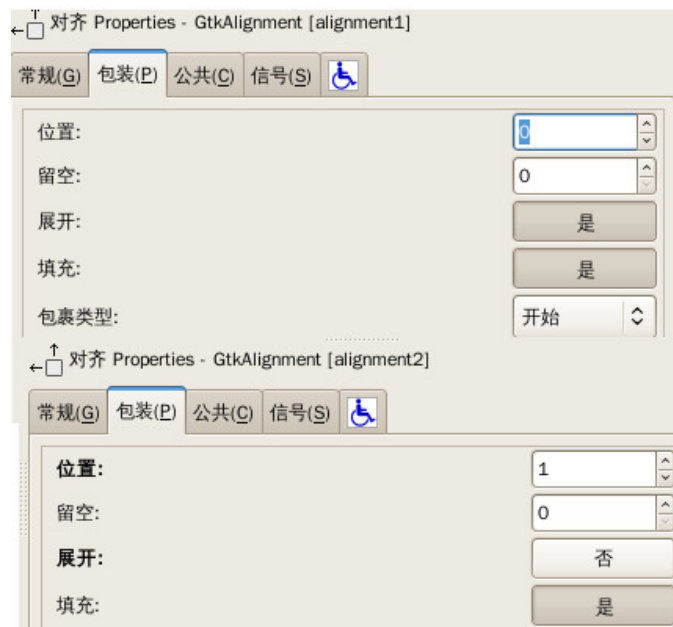 对齐 Properties - GtkAlignment [alignment1]
常规(G) 包装(P) 公共(C) 信号(S)
位置: 0
留空: 0
展开: 是
填充: 是
包裹类型: 开始
对齐 Properties - GtkAlignment [alignment2]
常规(G) 包装(P) 公共(C) 信号(S)
位置: 1
留空: 0
展开: 否
填充: 是